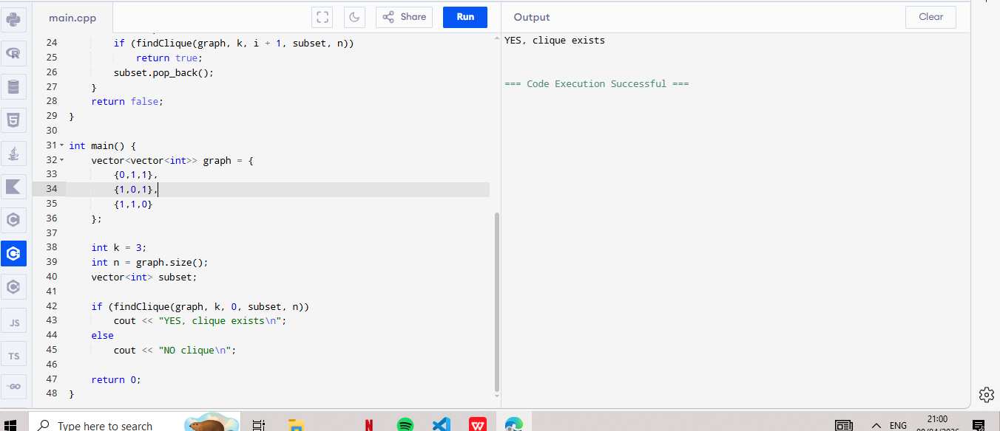 main.cpp
Share
Run
Output
Clear
24 if (findClique(graph, k, i + 1, subset, n))
25 return true;
26 subset.pop_back();
27 }
28 return false;
29 }
30
31 int main() {
32 vector<vector<int>> graph = {
33 {0,1,1},
34 {1,0,1},
35 {1,1,0}
36 };
37
38 int k = 3;
39 int n = graph.size();
40 vector<int> subset;
41
42 if (findClique(graph, k, 0, subset, n))
43 cout << "YES, clique exists\n";
44 else
45 cout << "NO clique\n";
46
47 return 0;
48 }
YES, clique exists
=== Code Execution Successful ===
JS
TS
GO
Type here to search
N
W
ENG
21:00